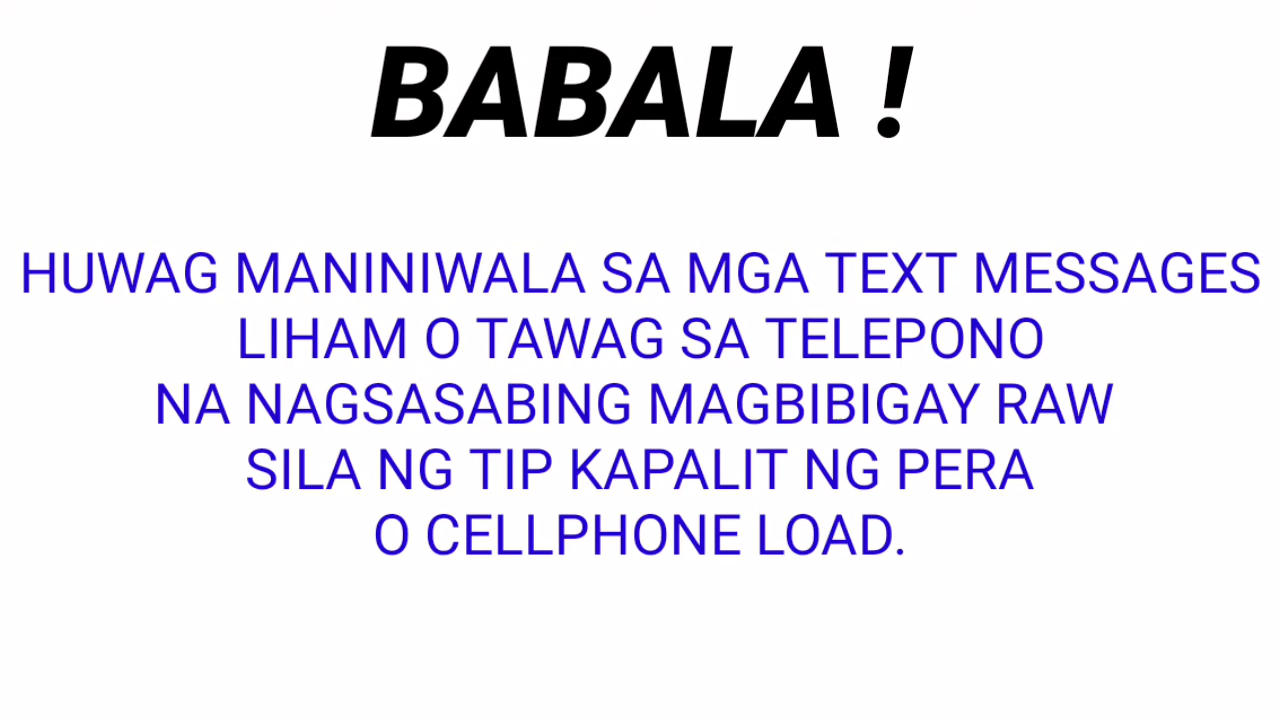 BABALA !
HUWAG MANINIWALA SA MGA TEXT MESSAGES
LIHAM O TAWAG SA TELEPONO
NA NAGSASABING MAGBIBIGAY RAW
SILA NG TIP KAPALIT NG PERA
O CELLPHONE LOAD.